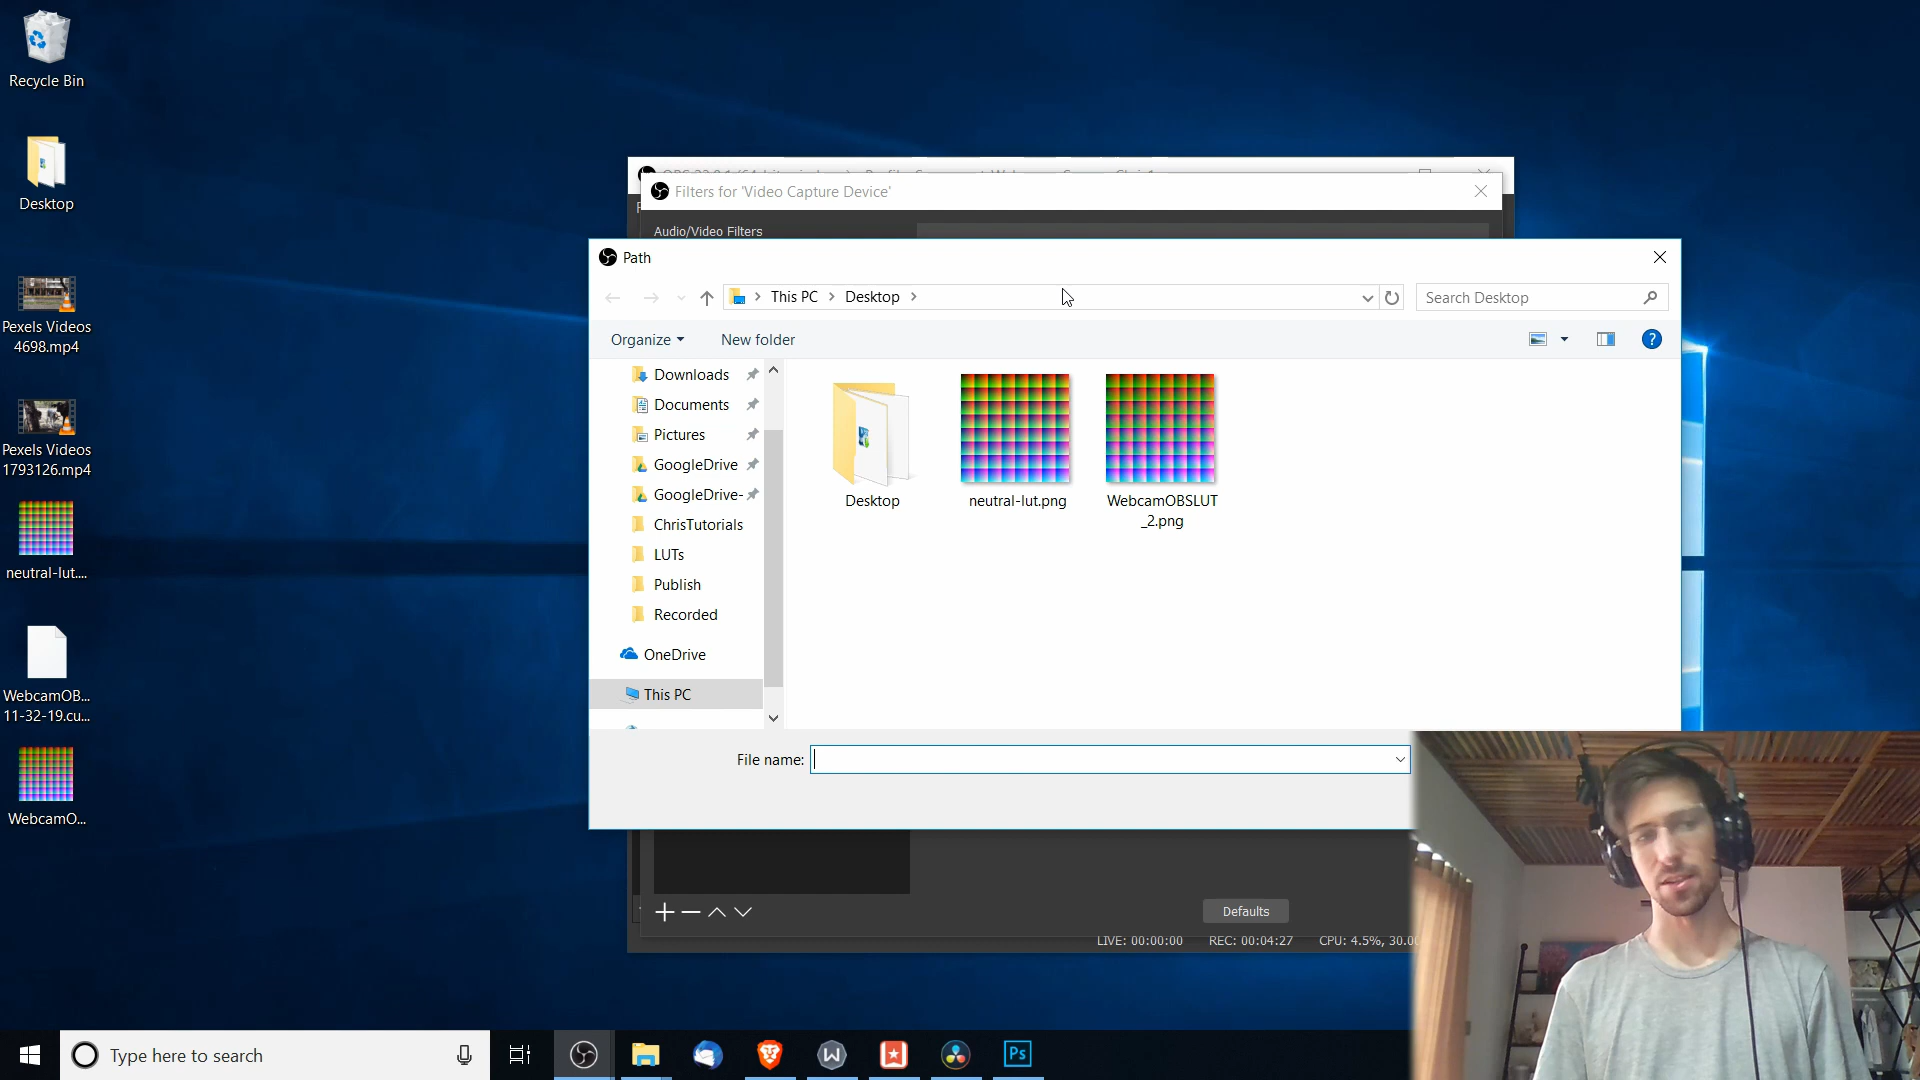 Recycle Bin
Desktop
Pexels Videos
4698.mp4
Pexels Videos
1793126.mp4
neutral-lut....
WebcamOB...
11-32-19.cu...
WebcamO...
Filters for 'Video Capture Device'
Audio/Video Filters
Path
This PC
Desktop
Search Desktop
Organize
New folder
?
Downloads
Documents
Pictures
GoogleDrive
GoogleDrive-
ChrisTutorials
LUTs
Publish
Recorded
OneDrive
This PC
Desktop
neutral-lut.png
WebcamOBSLUT
_2.png
File name:
Defaults
LIVE: 00:00:00
REC: 00:04:27
CPU: 4.5%, 30.00
Type here to search
W
Ps